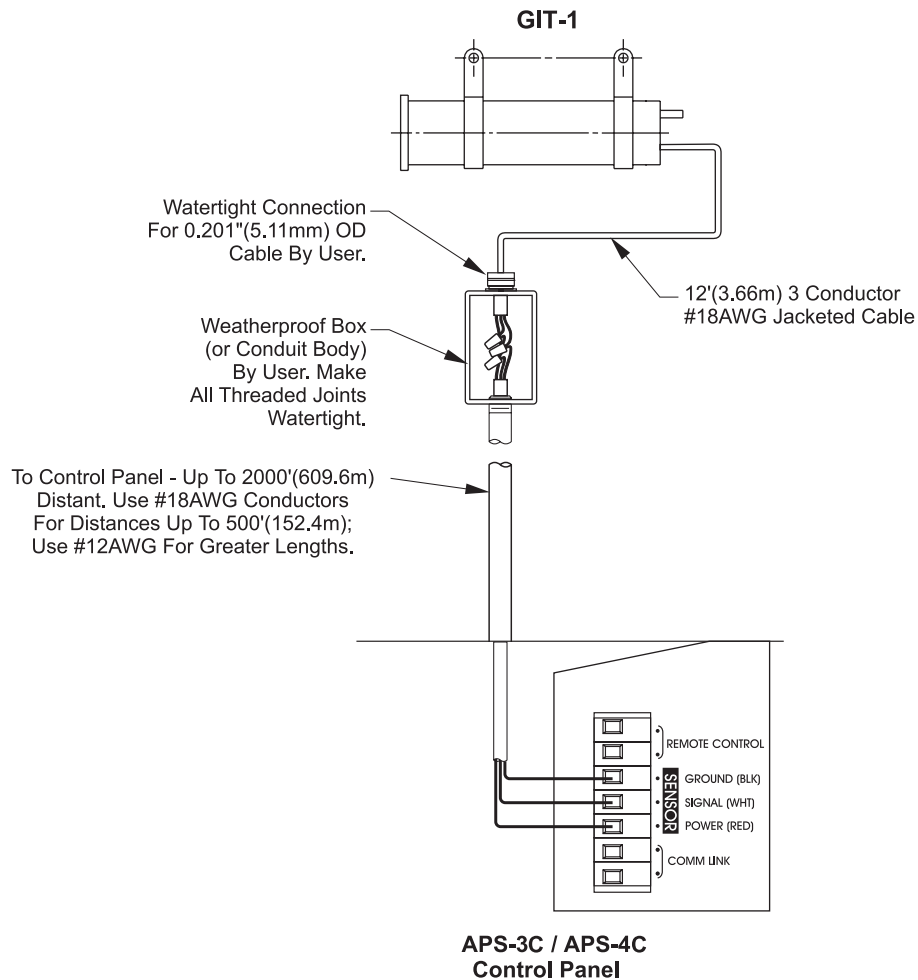 GIT-1
Watertight Connection
For 0.201"(5.11mm) OD
Cable By User.
12'(3.66m) 3 Conductor
#18AWG Jacketed Cable
Weatherproof Box
(or Conduit Body)
By User. Make
All Threaded Joints
Watertight.
To Control Panel - Up To 2000'(609.6m)
Distant. Use #18AWG Conductors
For Distances Up To 500'(152.4m);
Use #12AWG For Greater Lengths.
REMOTE CONTROL
SENSOR
GROUND (BLK)
SIGNAL (WHT)
POWER (RED)
COMM LINK
APS-3C / APS-4C
Control Panel